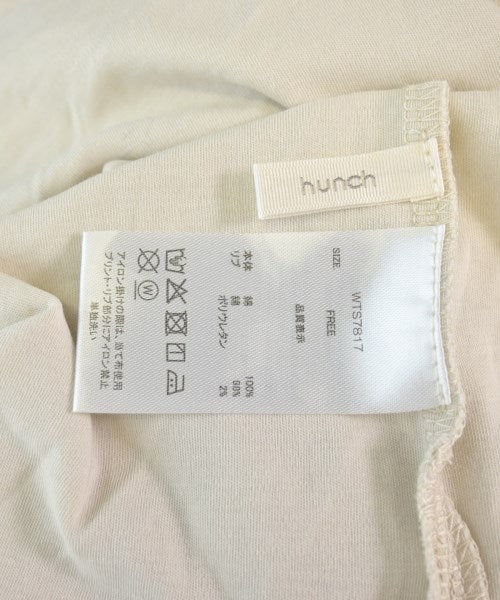 hunch
WTS7817
SIZE FREE
品質表示
本体 綿 100%
リブ 綿 98%
ポリウレタン 2%
W
アイロン掛けの際は、当て布使用
プリント・リブ部分にアイロン禁止
単独洗い